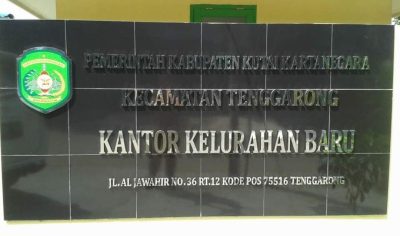 PEMERINTAH KABUPATEN KUTAI KARTANEGARA
KECAMATAN TENGGARONG
KANTOR KELURAHAN BARU
JL.AL JAWAHIR NO.36 RT.12 KODE POS 75516 TENGGARONG